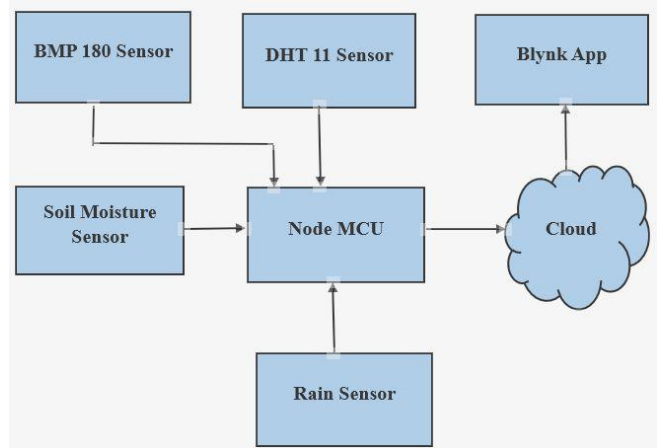 BMP 180 Sensor
DHT 11 Sensor
Blynk App
Soil Moisture
Sensor
Node MCU
Cloud
Rain Sensor